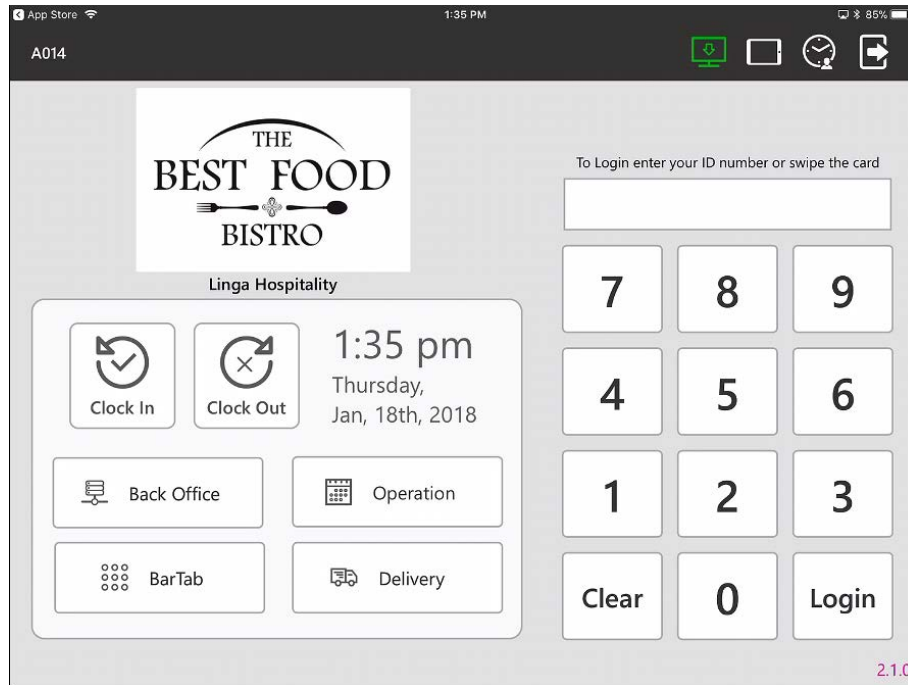 App Store
1:35 PM
85%
A014
THE
BEST FOOD
BISTRO
Linga Hospitality
Clock In
Clock Out
1:35 pm
Thursday,
Jan, 18th, 2018
Back Office
Operation
BarTab
Delivery
To Login enter your ID number or swipe the card
7 8 9
4 5 6
1 2 3
Clear 0 Login
2.1.0